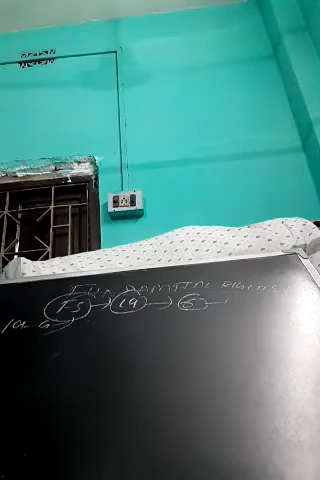 FUNDAMENTAL RIGHTS
FS → 19 → 6 -